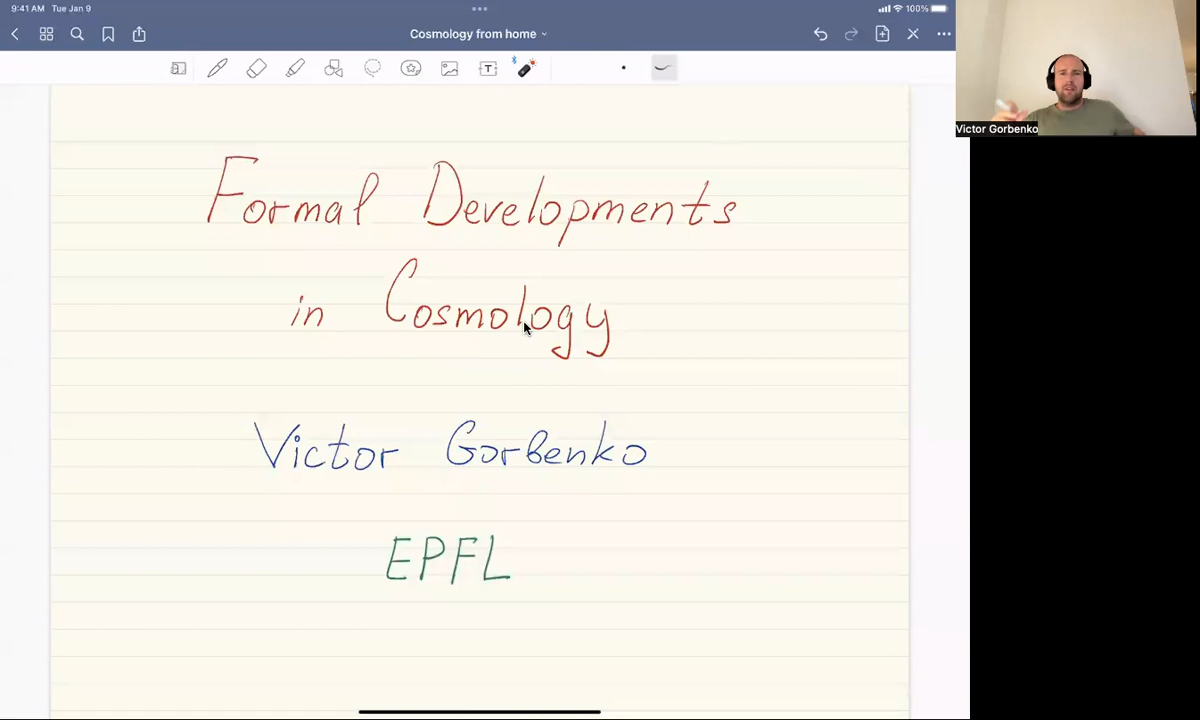 9:41 AM Tue Jan 9
100%
Cosmology from home
Victor Gorbenko
Formal Developments
in Cosmology
Victor Gorbenko
EPFL